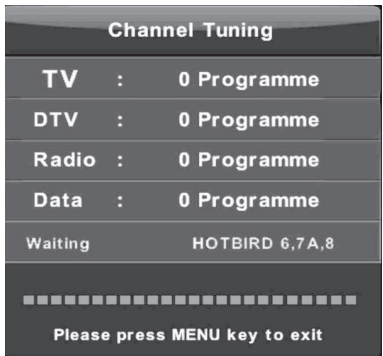 Channel Tuning
TV : 0 Programme
DTV : 0 Programme
Radio : 0 Programme
Data : 0 Programme
Waiting HOTBIRD 6,7A,8
Please press MENU key to exit